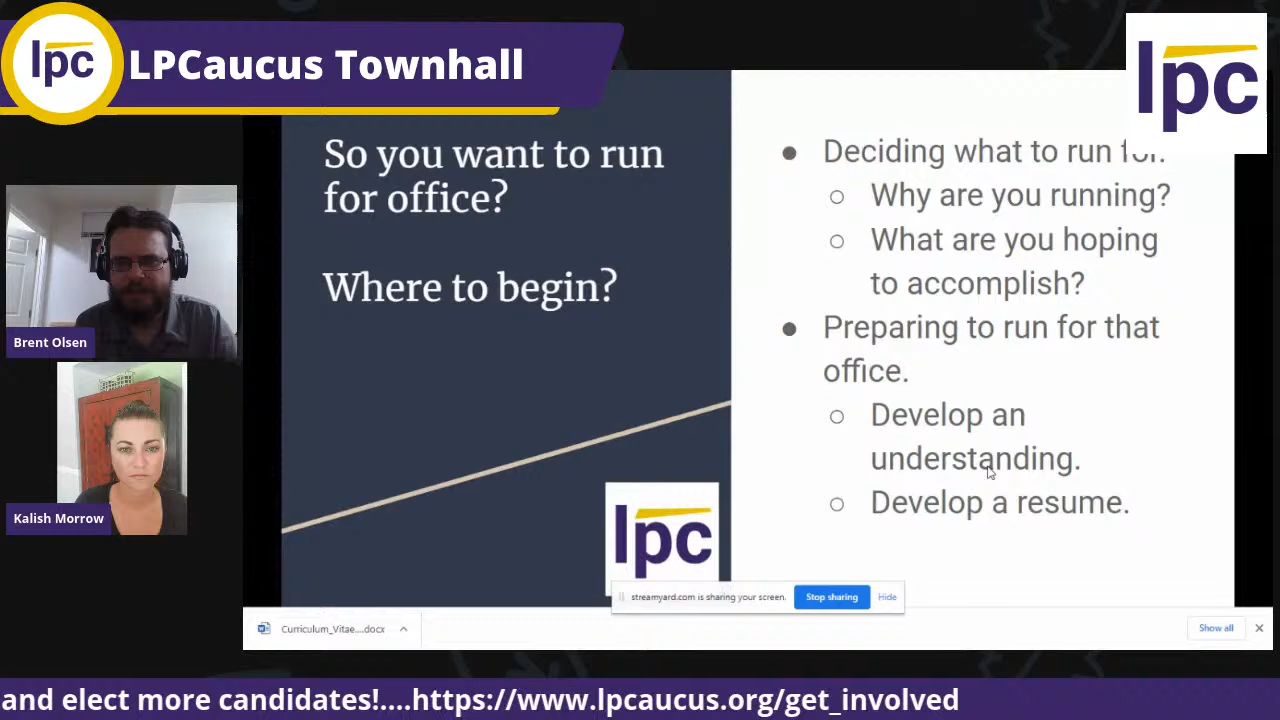 lpc
LPCaucus Townhall
lpc
So you want to run
for office?
Where to begin?
● Deciding what to run for.
○ Why are you running?
○ What are you hoping
to accomplish?
● Preparing to run for that
office.
○ Develop an
understanding.
○ Develop a resume.
Brent Olsen
Kalish Morrow
lpc
streamyard.com is sharing your screen.
Stop sharing
Hide
Curriculum_Vitae....docx
Show all
and elect more candidates!....https://www.lpcaucus.org/get_involved